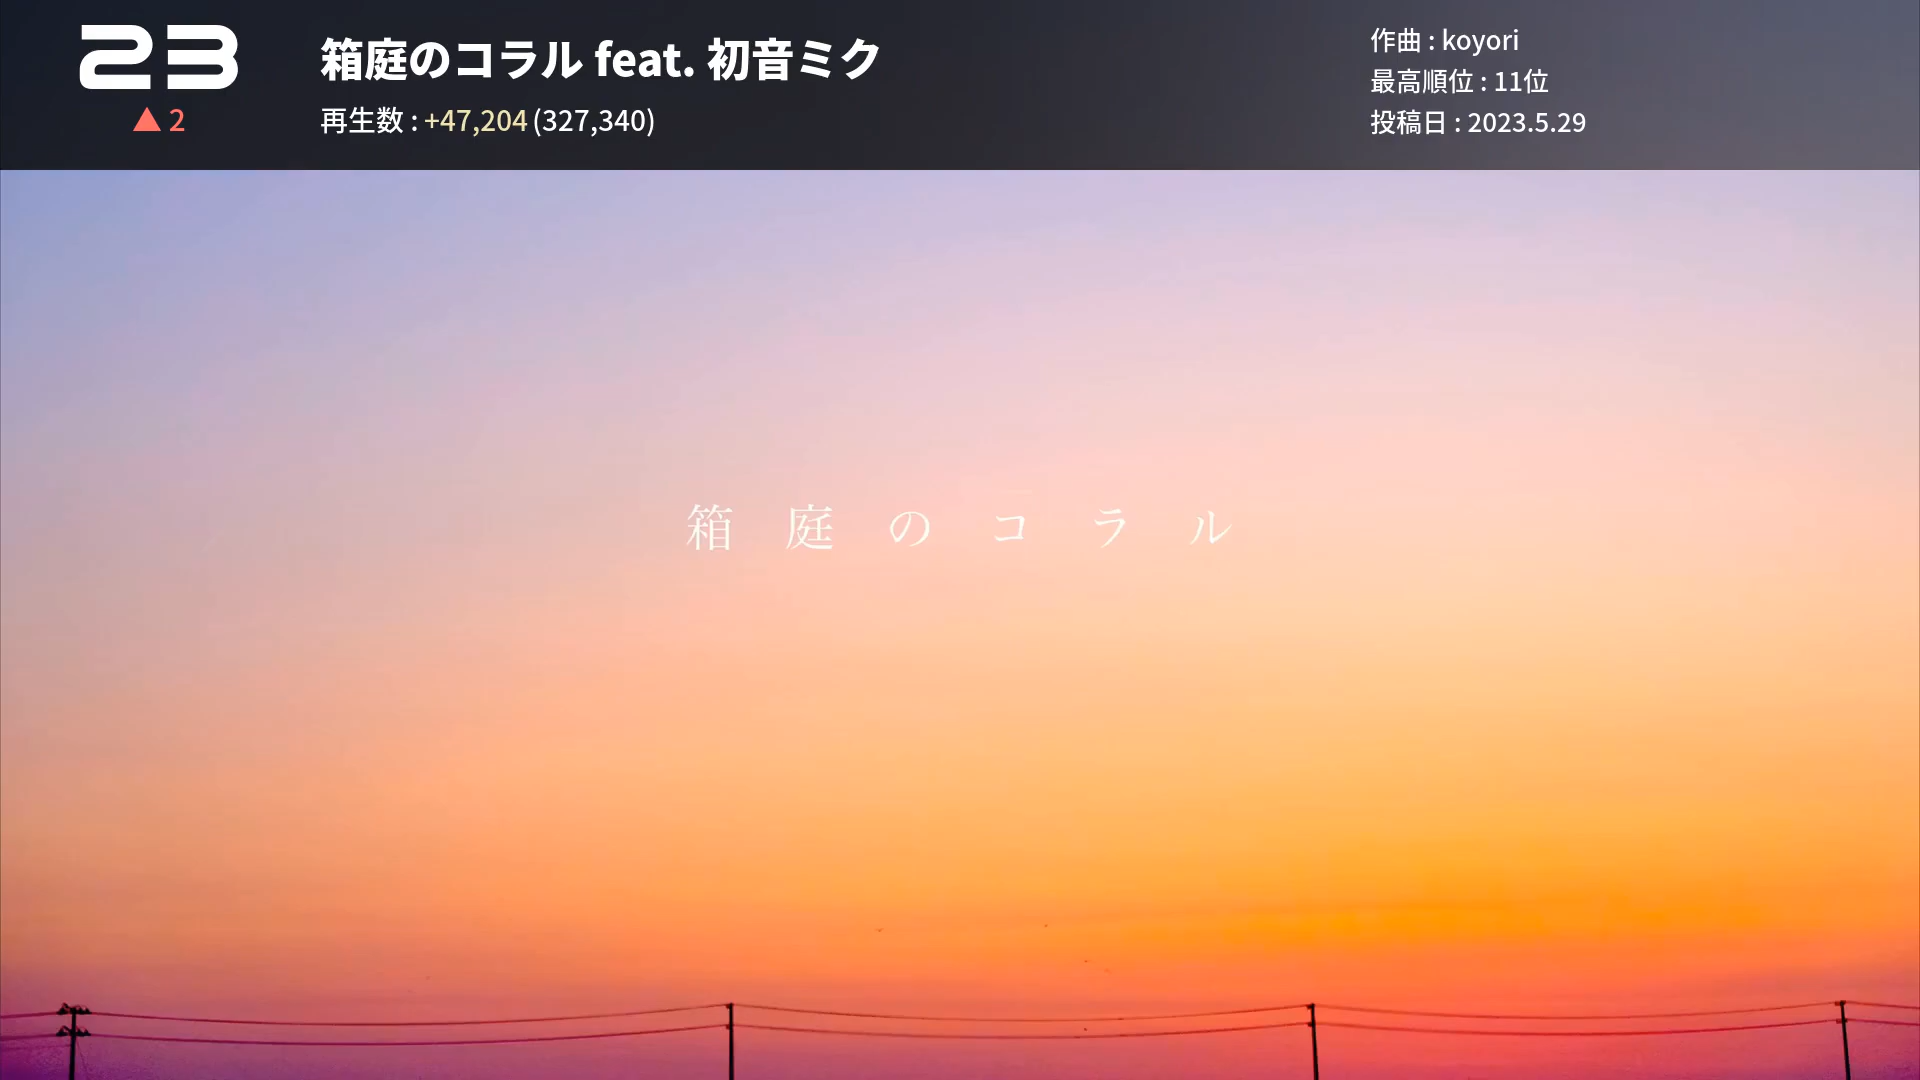 23
▲ 2
箱庭のコラル feat. 初音ミク
再生数 : +47,204 (327,340)
作曲 : koyori
最高順位 : 11位
投稿日 : 2023.5.29
箱庭のコラル